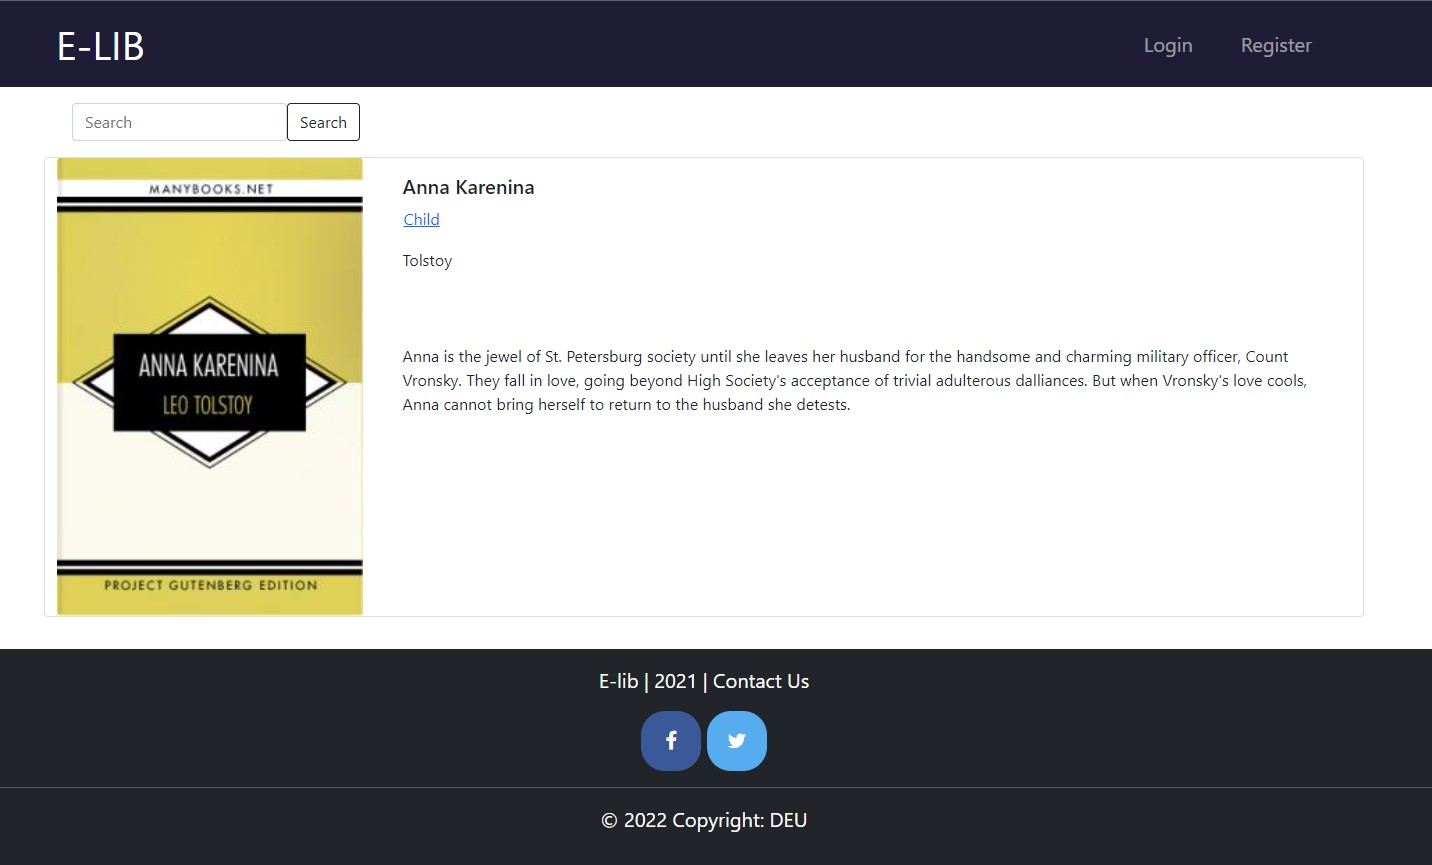 E-LIB
Login
Register
Search
Search
MANYBOOKS.NET
ANNA KARENINA
LEO TOLSTOY
PROJECT GUTENBERG EDITION
Anna Karenina
Child
Tolstoy
Anna is the jewel of St. Petersburg society until she leaves her husband for the handsome and charming military officer, Count
Vronsky. They fall in love, going beyond High Society's acceptance of trivial adulterous dalliances. But when Vronsky's love cools,
Anna cannot bring herself to return to the husband she detests.
E-lib | 2021 | Contact Us
© 2022 Copyright: DEU